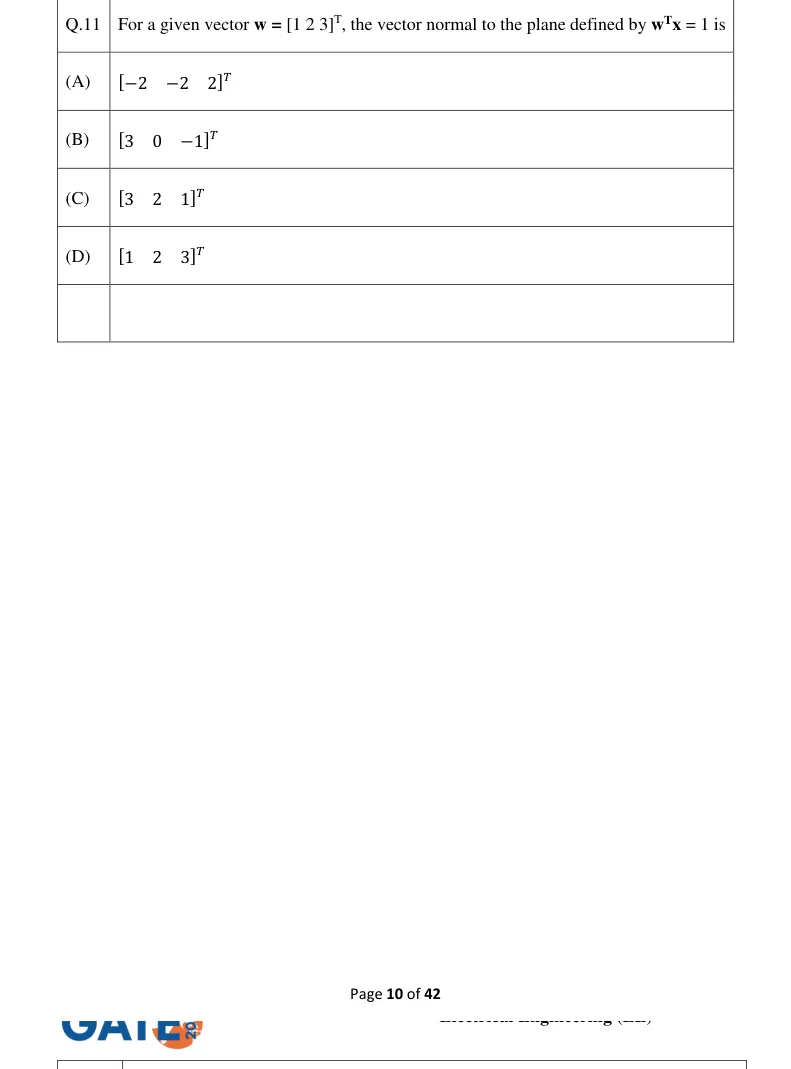 Q.11 For a given vector w = [1 2 3]ᵀ, the vector normal to the plane defined by wᵀx = 1 is
(A) [−2 −2 2]ᵀ
(B) [3 0 −1]ᵀ
(C) [3 2 1]ᵀ
(D) [1 2 3]ᵀ
Page 10 of 42
GATE